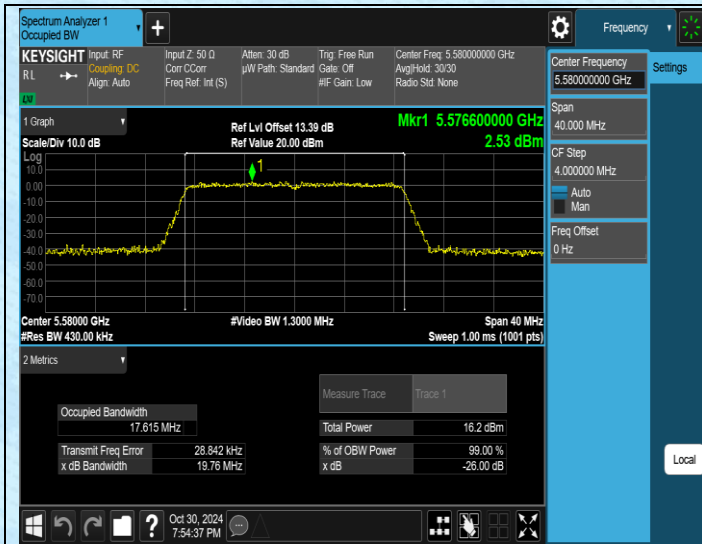 Spectrum Analyzer 1
Occupied BW
+
Frequency
KEYSIGHT
RL
LXI
Input: RF
Coupling: DC
Align: Auto
Input Z: 50 Ω
Corr CCorr
Freq Ref: Int (S)
Atten: 30 dB
µW Path: Standard
Trig: Free Run
Gate: Off
#IF Gain: Low
Center Freq: 5.580000000 GHz
Avg|Hold: 30/30
Radio Std: None
Center Frequency
5.580000000 GHz
Settings
Span
40.000 MHz
CF Step
4.000000 MHz
Auto
Man
Freq Offset
0 Hz
Local
1 Graph
Scale/Div 10.0 dB
Ref Lvl Offset 13.39 dB
Ref Value 20.00 dBm
Mkr1 5.576600000 GHz
2.53 dBm
Log
10.0
0.00
-10.0
-20.0
-30.0
-40.0
-50.0
-60.0
-70.0
1
Center 5.58000 GHz
#Res BW 430.00 kHz
#Video BW 1.3000 MHz
Span 40 MHz
Sweep 1.00 ms (1001 pts)
2 Metrics
Measure Trace Trace 1
Occupied Bandwidth
17.615 MHz
Total Power 16.2 dBm
Transmit Freq Error 28.842 kHz
% of OBW Power 99.00 %
x dB Bandwidth 19.76 MHz
x dB -26.00 dB
?
Oct 30, 2024
7:54:37 PM